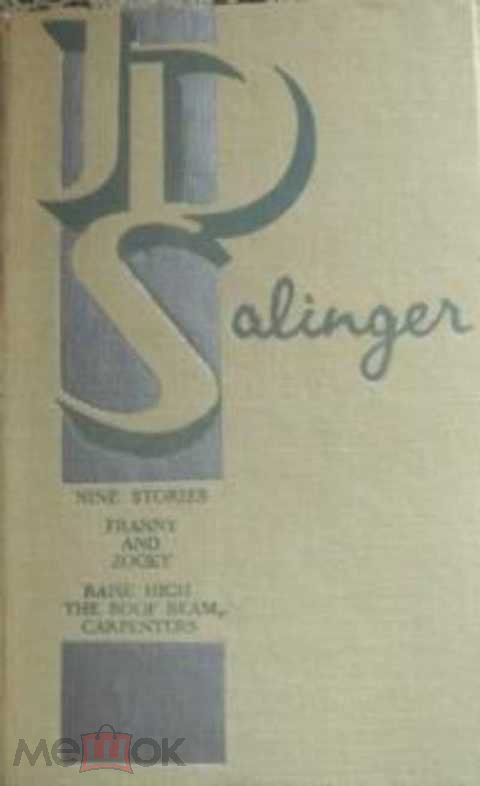 JD
Salinger
NINE STORIES
FRANNY
AND
ZOOEY
RAISE HIGH
THE ROOF BEAM,
CARPENTERS
мешок